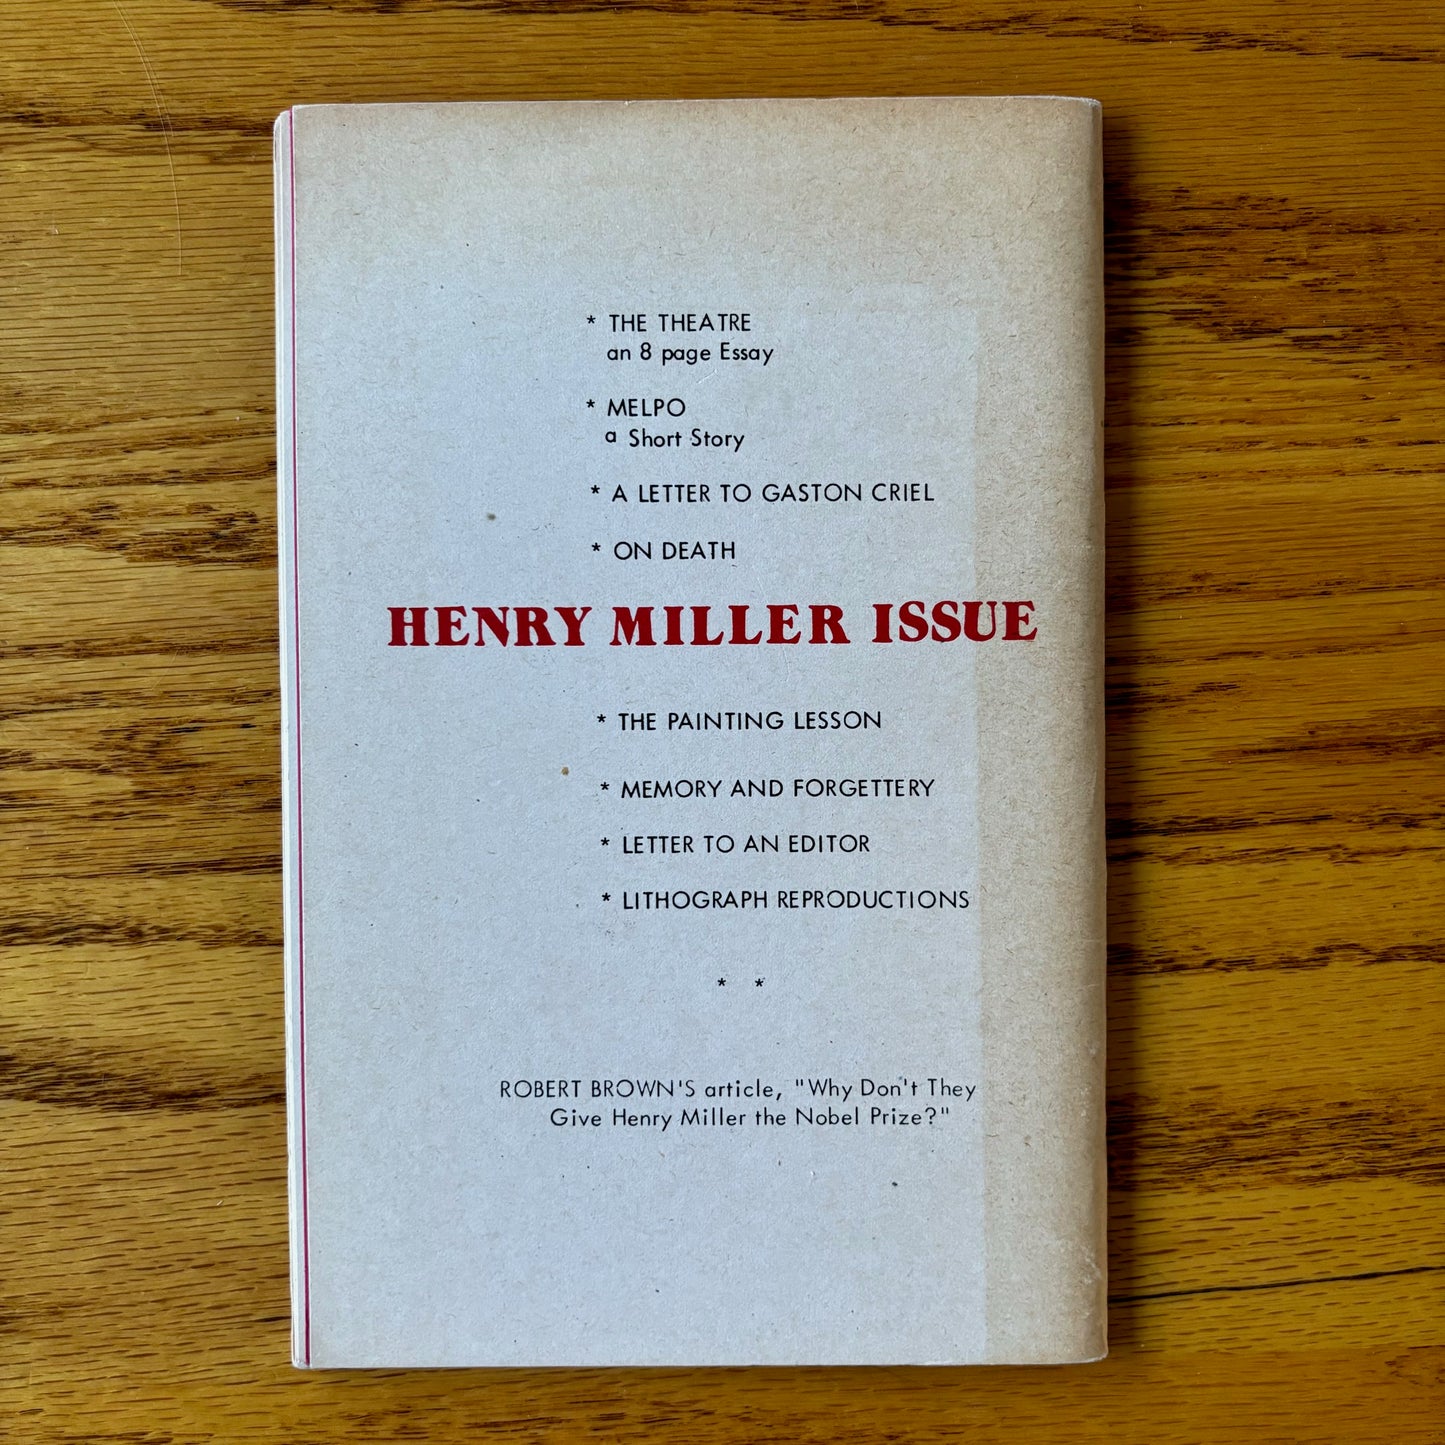 * THE THEATRE
an 8 page Essay
* MELPO
a Short Story
* A LETTER TO GASTON CRIEL
* ON DEATH
HENRY MILLER ISSUE
* THE PAINTING LESSON
* MEMORY AND FORGETTERY
* LETTER TO AN EDITOR
* LITHOGRAPH REPRODUCTIONS
* *
ROBERT BROWN'S article, "Why Don't They
Give Henry Miller the Nobel Prize?"